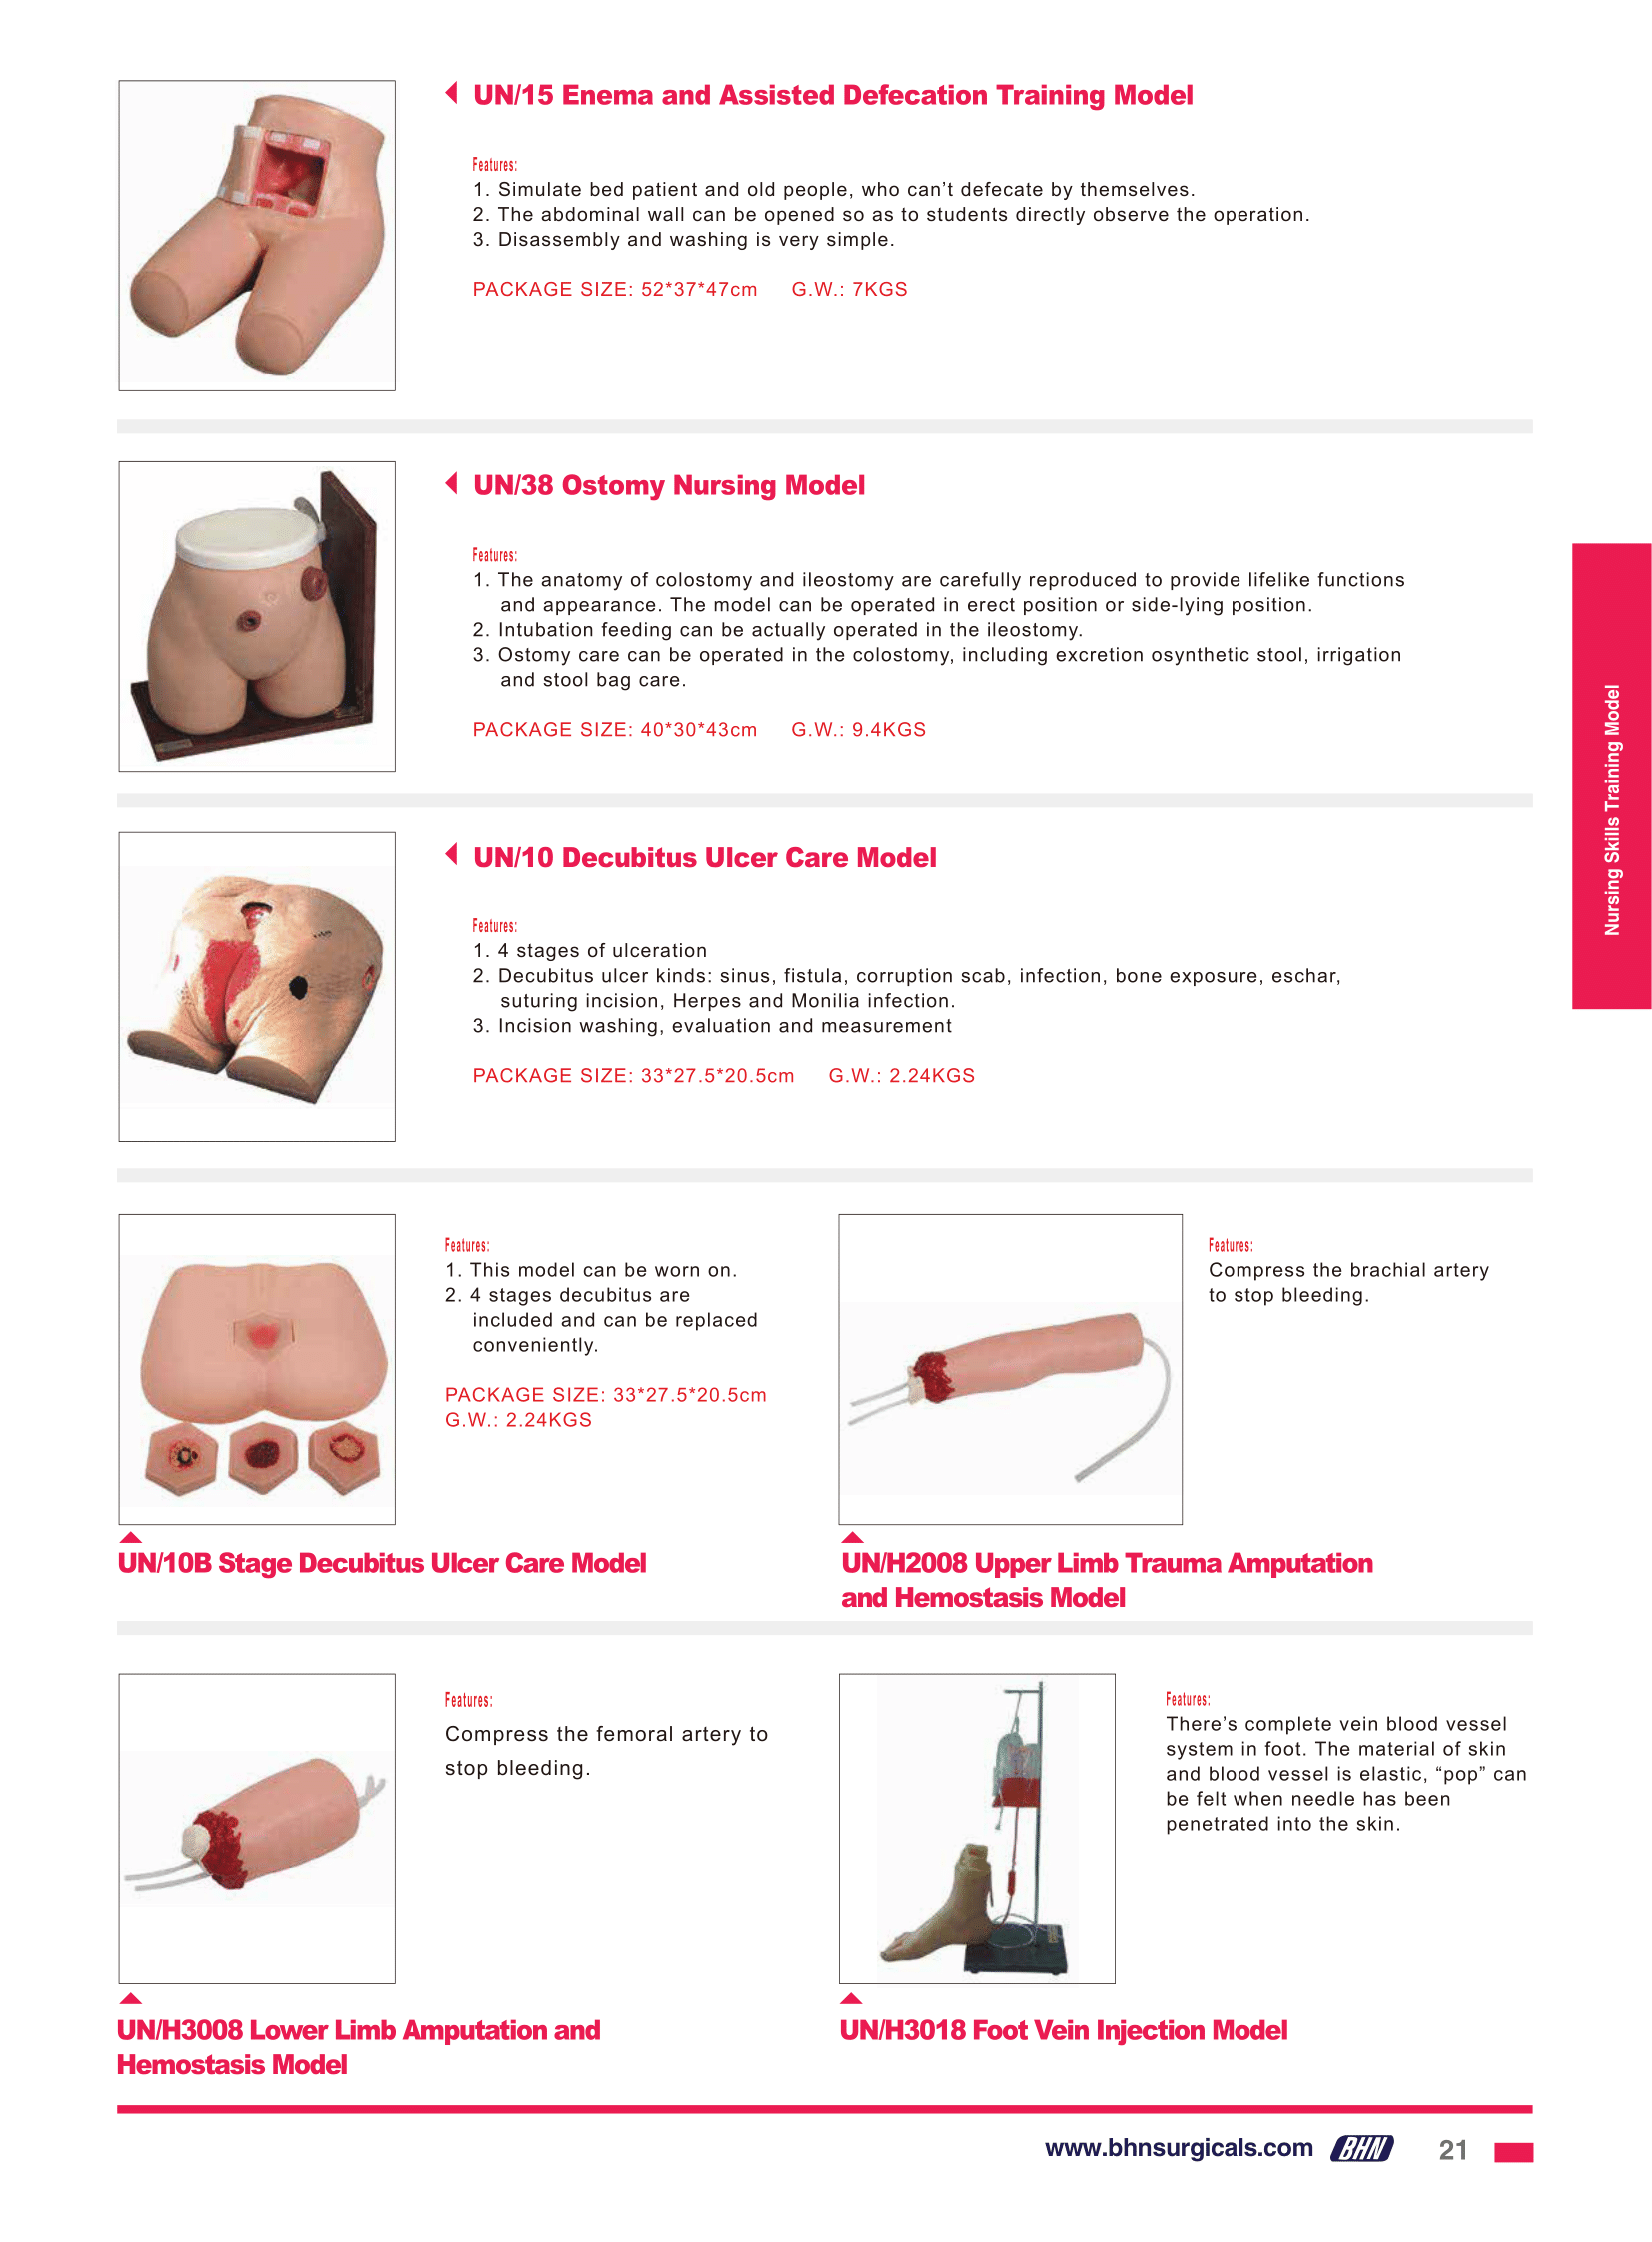 UN/15 Enema and Assisted Defecation Training Model
Features:
1. Simulate bed patient and old people, who can't defecate by themselves.
2. The abdominal wall can be opened so as to students directly observe the operation.
3. Disassembly and washing is very simple.
PACKAGE SIZE: 52*37*47cm G.W.: 7KGS
UN/38 Ostomy Nursing Model
Features:
1. The anatomy of colostomy and ileostomy are carefully reproduced to provide lifelike functions
and appearance. The model can be operated in erect position or side-lying position.
2. Intubation feeding can be actually operated in the ileostomy.
3. Ostomy care can be operated in the colostomy, including excretion osynthetic stool, irrigation
and stool bag care.
PACKAGE SIZE: 40*30*43cm G.W.: 9.4KGS
Nursing Skills Training Model
UN/10 Decubitus Ulcer Care Model
Features:
1. 4 stages of ulceration
2. Decubitus ulcer kinds: sinus, fistula, corruption scab, infection, bone exposure, eschar,
suturing incision, Herpes and Monilia infection.
3. Incision washing, evaluation and measurement
PACKAGE SIZE: 33*27.5*20.5cm G.W.: 2.24KGS
Features:
1. This model can be worn on.
2. 4 stages decubitus are
included and can be replaced
conveniently.
PACKAGE SIZE: 33*27.5*20.5cm
G.W.: 2.24KGS
UN/10B Stage Decubitus Ulcer Care Model
Features:
Compress the brachial artery
to stop bleeding.
UN/H2008 Upper Limb Trauma Amputation
and Hemostasis Model
Features:
Compress the femoral artery to
stop bleeding.
UN/H3008 Lower Limb Amputation and
Hemostasis Model
Features:
There's complete vein blood vessel
system in foot. The material of skin
and blood vessel is elastic, “pop” can
be felt when needle has been
penetrated into the skin.
UN/H3018 Foot Vein Injection Model
www.bhnsurgicals.com BHN 21